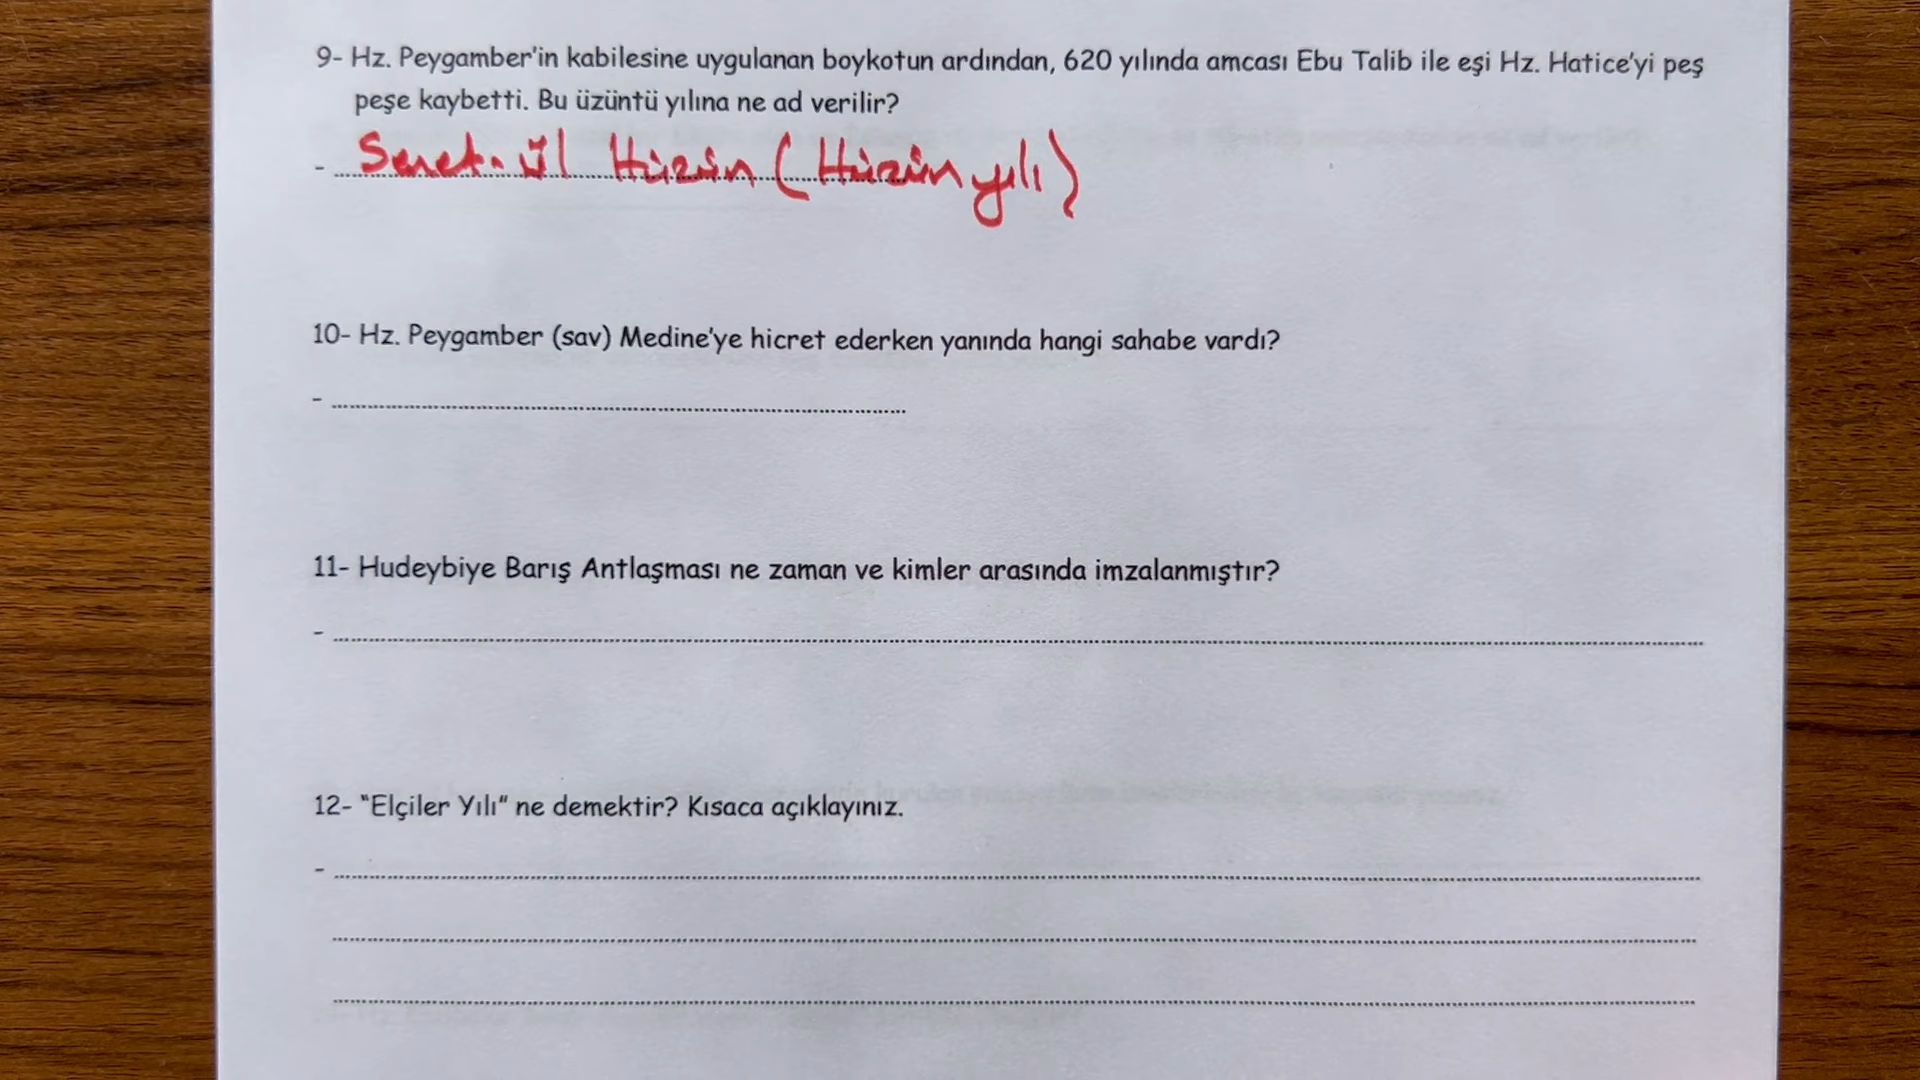 9- Hz. Peygamber'in kabilesine uygulanan boykotun ardından, 620 yılında amcası Ebu Talib ile eşi Hz. Hatice'yi peş
peşe kaybetti. Bu üzüntü yılına ne ad verilir?
- Senet-ül Hüzün (Hüzün yılı)
10- Hz. Peygamber (sav) Medine'ye hicret ederken yanında hangi sahabe vardı?
-
11- Hudeybiye Barış Antlaşması ne zaman ve kimler arasında imzalanmıştır?
-
12- "Elçiler Yılı" ne demektir? Kısaca açıklayınız.
-